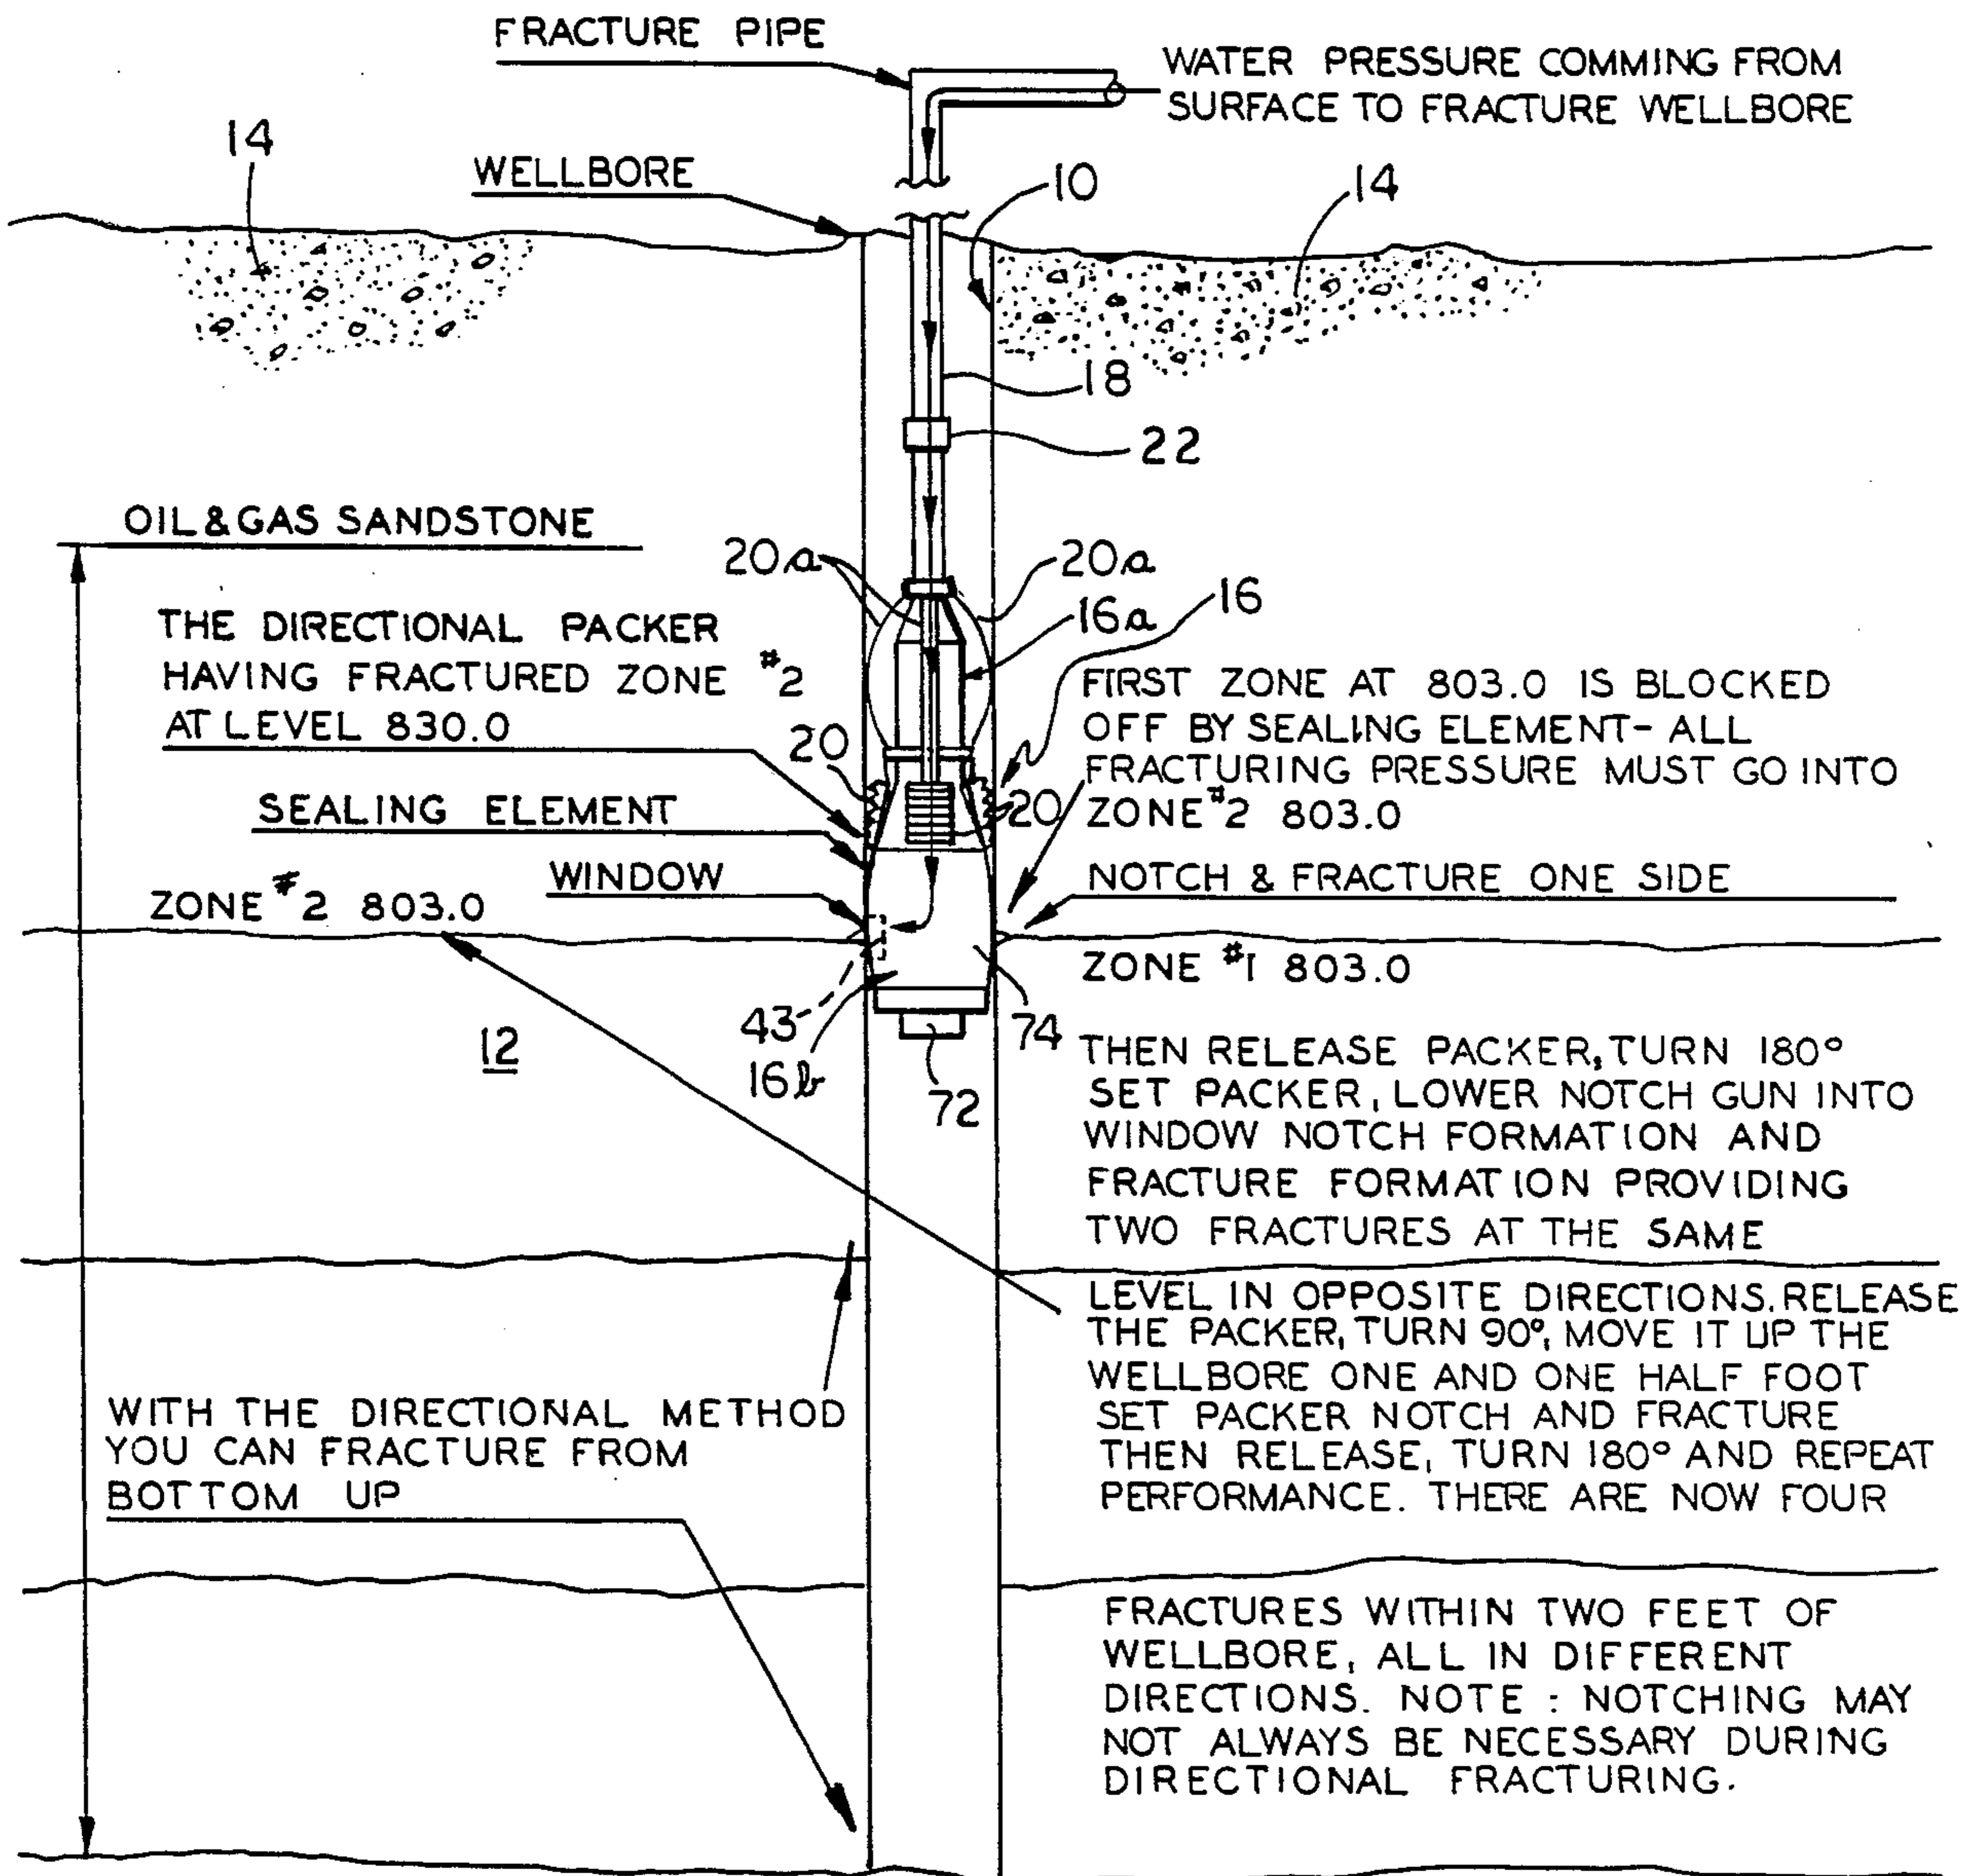 FRACTURE PIPE
WATER PRESSURE COMMING FROM
SURFACE TO FRACTURE WELLBORE
14
WELLBORE
10
14
18
22
OIL & GAS SANDSTONE
20a
20a
16
16a
THE DIRECTIONAL PACKER
HAVING FRACTURED ZONE #2
AT LEVEL 830.0
FIRST ZONE AT 803.0 IS BLOCKED
OFF BY SEALING ELEMENT- ALL
FRACTURING PRESSURE MUST GO INTO
ZONE #2 803.0
20
20
SEALING ELEMENT
WINDOW
NOTCH & FRACTURE ONE SIDE
ZONE #2 803.0
ZONE #1 803.0
43
74
12
16b
72
THEN RELEASE PACKER, TURN 180°
SET PACKER, LOWER NOTCH GUN INTO
WINDOW NOTCH FORMATION AND
FRACTURE FORMATION PROVIDING
TWO FRACTURES AT THE SAME
LEVEL IN OPPOSITE DIRECTIONS. RELEASE
THE PACKER, TURN 90°, MOVE IT UP THE
WELLBORE ONE AND ONE HALF FOOT
SET PACKER NOTCH AND FRACTURE
THEN RELEASE, TURN 180° AND REPEAT
PERFORMANCE. THERE ARE NOW FOUR
WITH THE DIRECTIONAL METHOD
YOU CAN FRACTURE FROM
BOTTOM UP
FRACTURES WITHIN TWO FEET OF
WELLBORE, ALL IN DIFFERENT
DIRECTIONS. NOTE : NOTCHING MAY
NOT ALWAYS BE NECESSARY DURING
DIRECTIONAL FRACTURING.